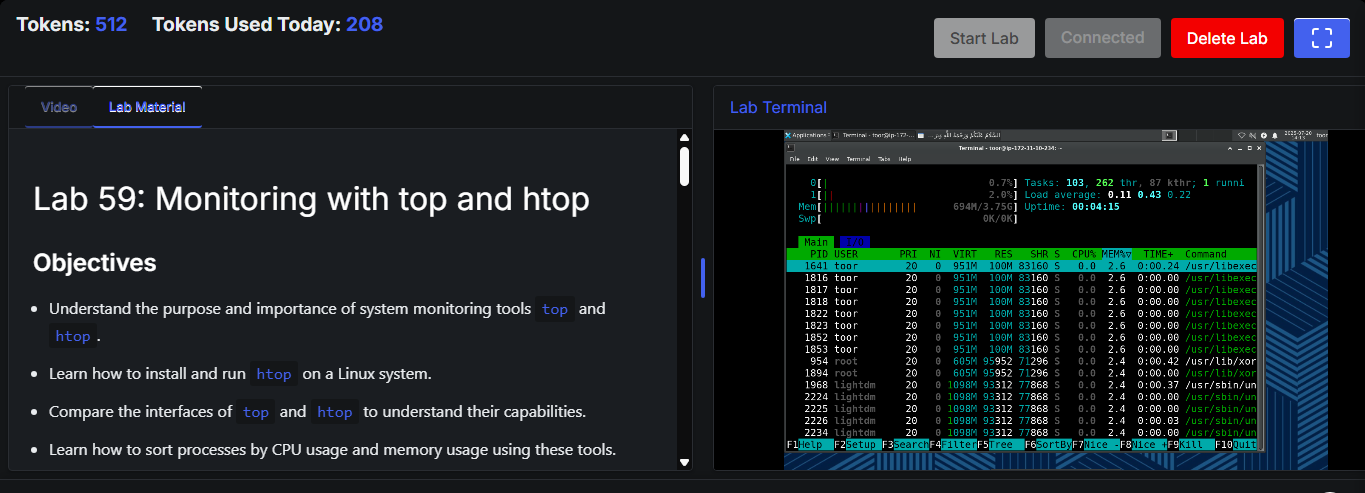 Tokens: 512 Tokens Used Today: 208
Start Lab
Connected
Delete Lab
Video
Lab Material
Lab 59: Monitoring with top and htop
Objectives
Understand the purpose and importance of system monitoring tools top and
htop .
Learn how to install and run htop on a Linux system.
Compare the interfaces of top and htop to understand their capabilities.
Learn how to sort processes by CPU usage and memory usage using these tools.
Lab Terminal
Applications
Terminal - toor@ip-172-...
toor
Terminal - toor@ip-172-11-10-234: ~
File Edit View Terminal Tabs Help
0[| 0.7%] Tasks: 103, 262 thr, 87 kthr; 1 runni
1[|| 2.0%] Load average: 0.11 0.43 0.22
Mem[||||||||||||||||| 694M/3.75G] Uptime: 00:04:15
Swp[ 0K/0K]
Main I/O
PID USER PRI NI VIRT RES SHR S CPU% MEM%▽ TIME+ Command
1641 toor 20 0 951M 100M 83160 S 0.0 2.6 0:00.24 /usr/libexec
1816 toor 20 0 951M 100M 83160 S 0.0 2.6 0:00.00 /usr/libexec
1817 toor 20 0 951M 100M 83160 S 0.0 2.6 0:00.00 /usr/libexec
1818 toor 20 0 951M 100M 83160 S 0.0 2.6 0:00.00 /usr/libexec
1822 toor 20 0 951M 100M 83160 S 0.0 2.6 0:00.00 /usr/libexec
1823 toor 20 0 951M 100M 83160 S 0.0 2.6 0:00.00 /usr/libexec
1852 toor 20 0 951M 100M 83160 S 0.0 2.6 0:00.00 /usr/libexec
1853 toor 20 0 951M 100M 83160 S 0.0 2.6 0:00.00 /usr/libexec
954 root 20 0 605M 95952 71296 S 0.0 2.4 0:00.42 /usr/lib/xor
1894 root 20 0 605M 95952 71296 S 0.0 2.4 0:00.00 /usr/lib/xor
1968 lightdm 20 0 1098M 93312 77868 S 0.0 2.4 0:00.37 /usr/sbin/un
2224 lightdm 20 0 1098M 93312 77868 S 0.0 2.4 0:00.00 /usr/sbin/un
2225 lightdm 20 0 1098M 93312 77868 S 0.0 2.4 0:00.00 /usr/sbin/un
2226 lightdm 20 0 1098M 93312 77868 S 0.0 2.4 0:00.03 /usr/sbin/un
2234 lightdm 20 0 1098M 93312 77868 S 0.0 2.4 0:00.00 /usr/sbin/un
F1Help F2Setup F3SearchF4FilterF5Tree F6SortByF7Nice -F8Nice +F9Kill F10Quit